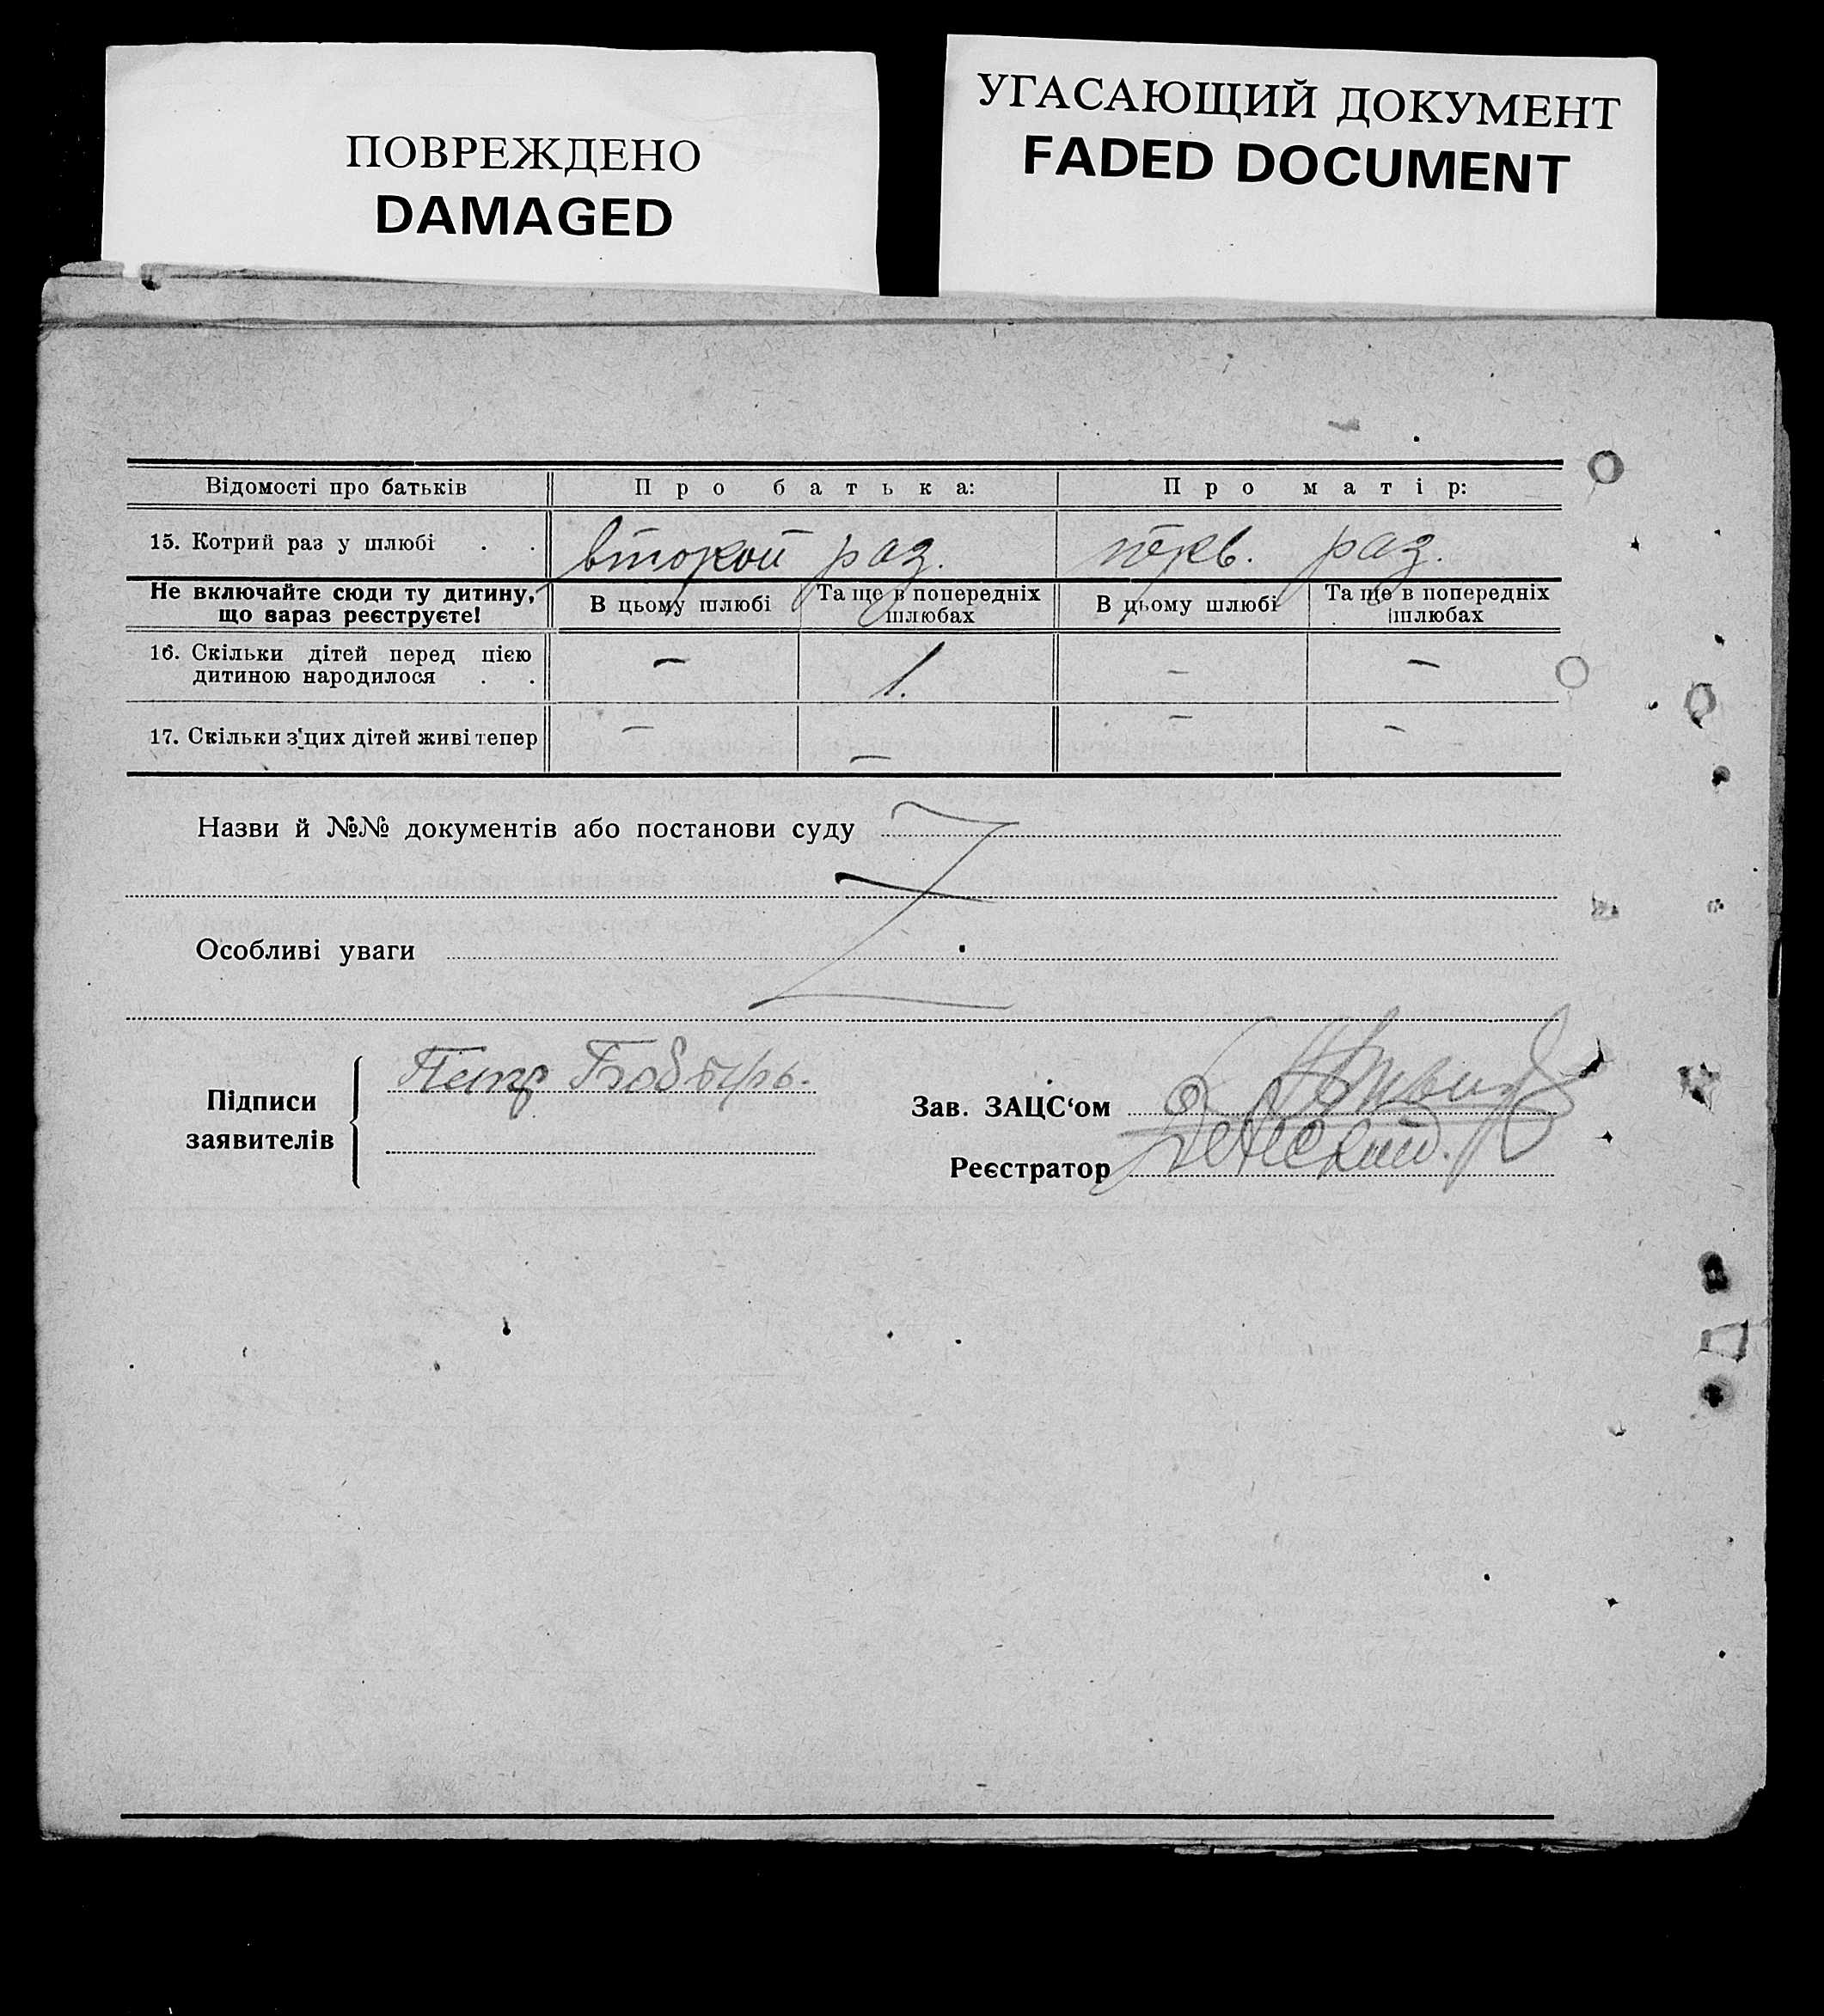 ПОВРЕЖДЕНО
DAMAGED
УГАСАЮЩИЙ ДОКУМЕНТ
FADED DOCUMENT
Відомості про батьків Про батька: Про матір:
15. Котрий раз у шлюбі . . второй раз. перв. раз.
Не включайте сюди ту дитину, що вараз реєструєте! В цьому шлюбі Та ще в попередніх шлюбах В цьому шлюбі Та ще в попередніх шлюбах
16. Скільки дітей перед цією
дитиною народилося . . — 1. — —
17. Скільки з цих дітей живі тепер — — — —
Назви й №№ документів або постанови суду
Особливі уваги
Підписи
заявителів
Петр
Зав. ЗАЦС‘ом
Реєстратор